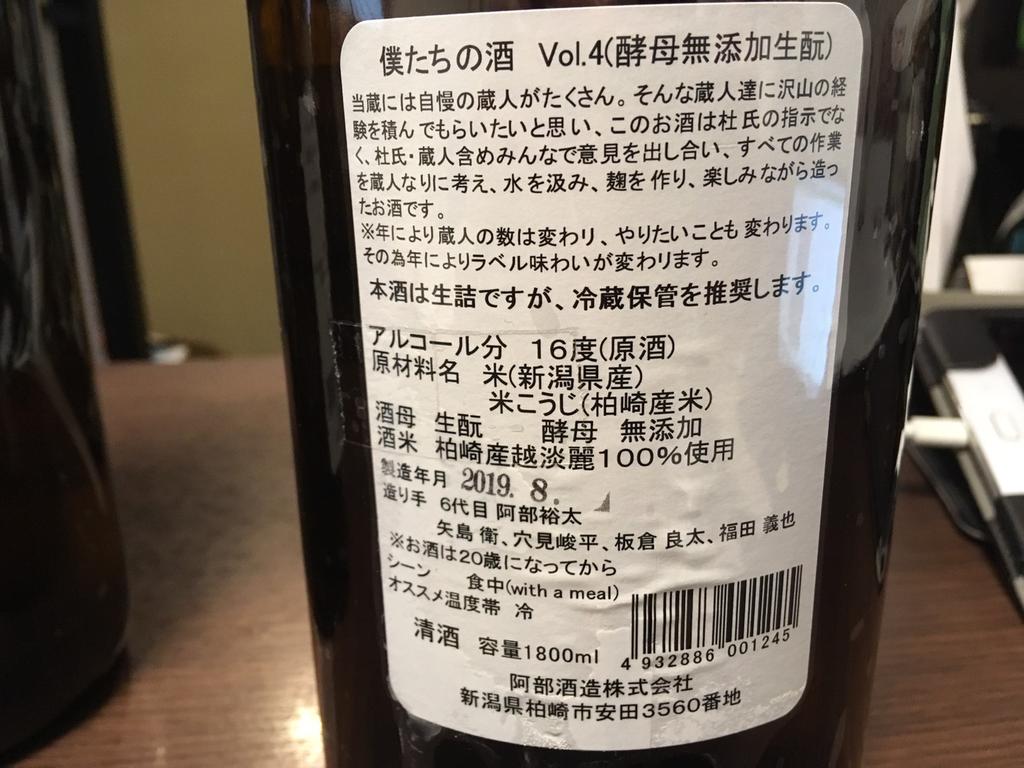 僕たちの酒　Vol.4(酵母無添加生酛)
当蔵には自慢の蔵人がたくさん。そんな蔵人達に沢山の経
験を積んでもらいたいと思い、このお酒は杜氏の指示でな
く、杜氏・蔵人含めみんなで意見を出し合い、すべての作業
を蔵人なりに考え、水を汲み、麹を作り、楽しみながら造っ
たお酒です。
※年により蔵人の数は変わり、やりたいことも変わります。
その為年によりラベル味わいが変わります。
本酒は生詰ですが、冷蔵保管を推奨します。
アルコール分　16度(原酒)
原材料名　米(新潟県産)
米こうじ(柏崎産米)
酒母　生酛　　酵母　無添加
酒米　柏崎産越淡麗100%使用
製造年月 2019. 8.
造り手　6代目 阿部裕太
矢島 衛、穴見峻平、板倉 良太、福田 義也
※お酒は20歳になってから
シーン　　食中(with a meal)
オススメ温度帯　冷
清酒　容量1800ml
4 932886 001245
阿部酒造株式会社
新潟県柏崎市安田3560番地